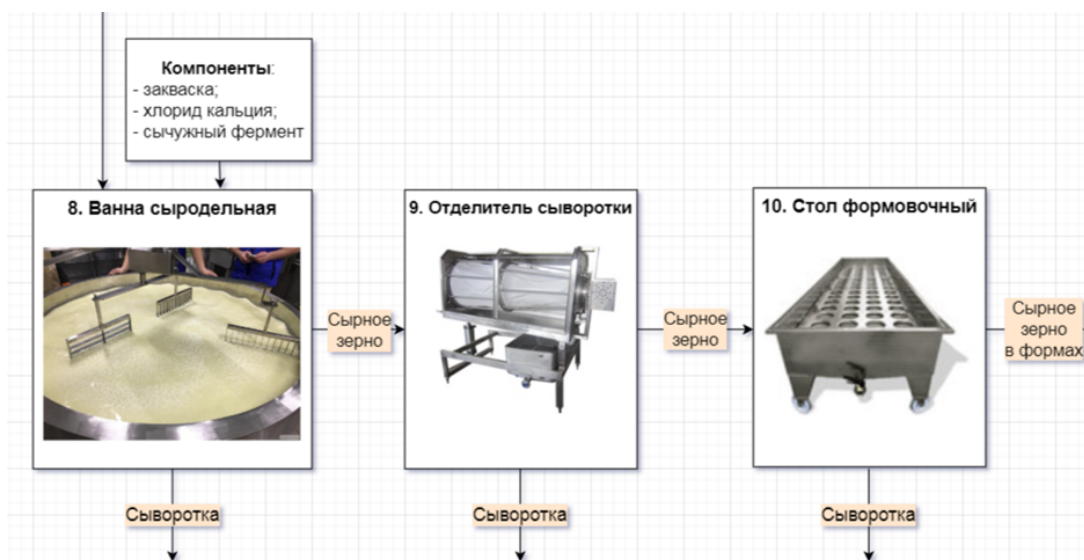 Компоненты:
- закваска;
- хлорид кальция;
- сычужный фермент
8. Ванна сыродельная
9. Отделитель сыворотки
10. Стол формовочный
Сырное
зерно
Сырное
зерно
Сырное
зерно
в формах
Сыворотка
Сыворотка
Сыворотка